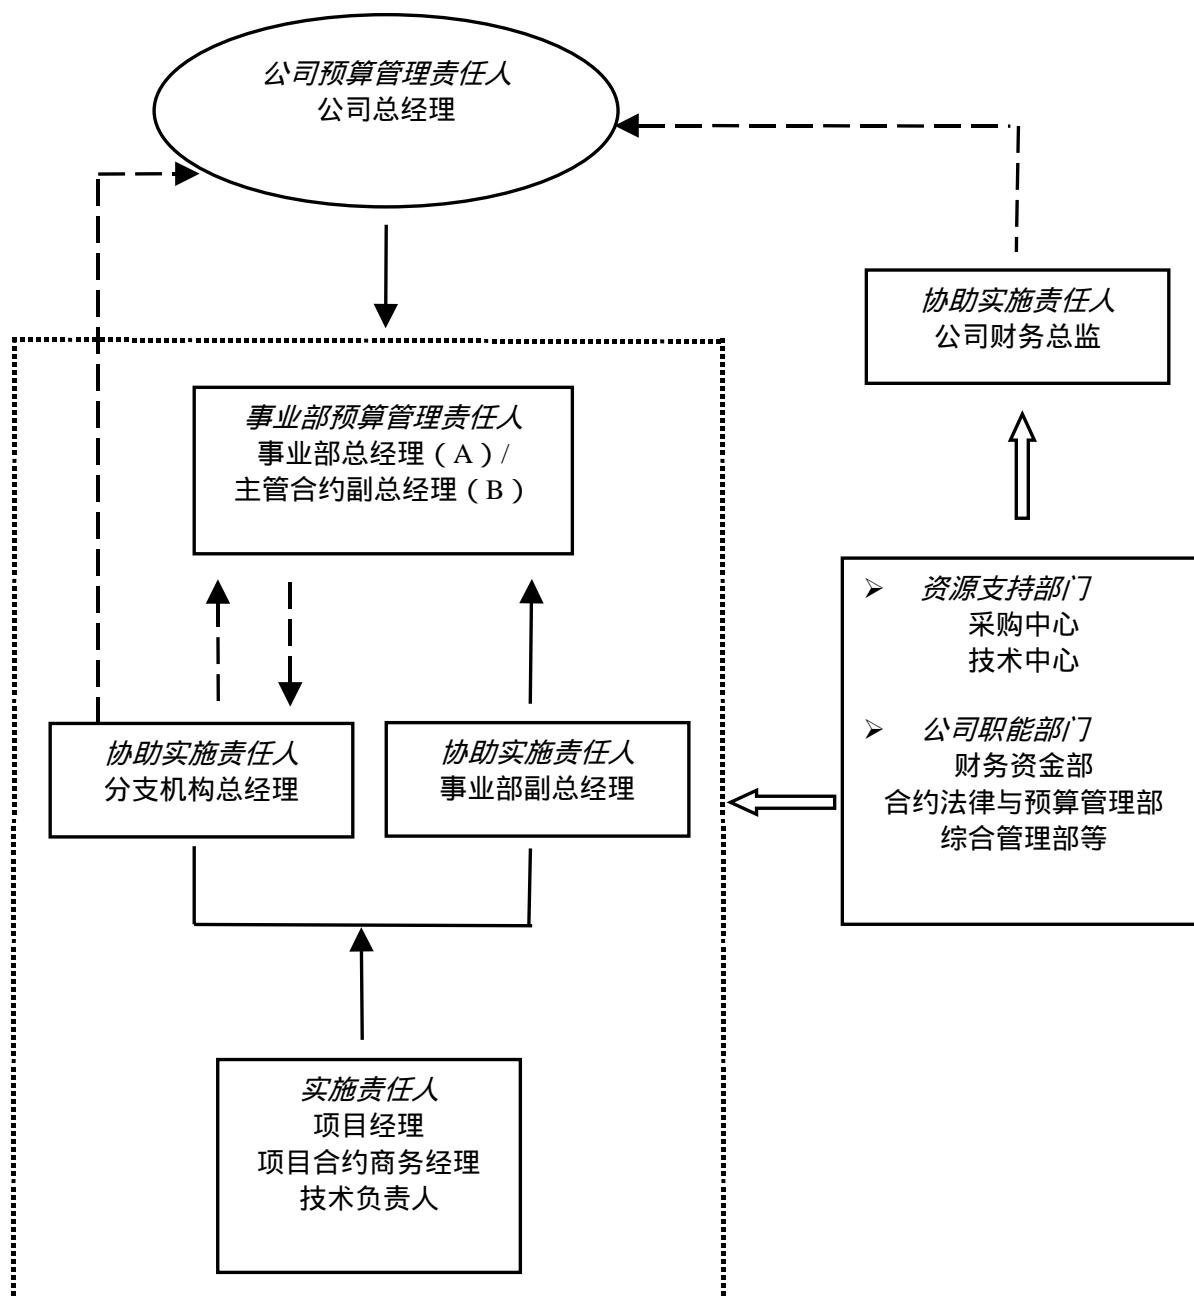 公司预算管理责任人
公司总经理
协助实施责任人
公司财务总监
事业部预算管理责任人
事业部总经理（A）/
主管合约副总经理（B）
➢ 资源支持部门
采购中心
技术中心
➢ 公司职能部门
财务资金部
合约法律与预算管理部
综合管理部等
协助实施责任人
分支机构总经理
协助实施责任人
事业部副总经理
实施责任人
项目经理
项目合约商务经理
技术负责人